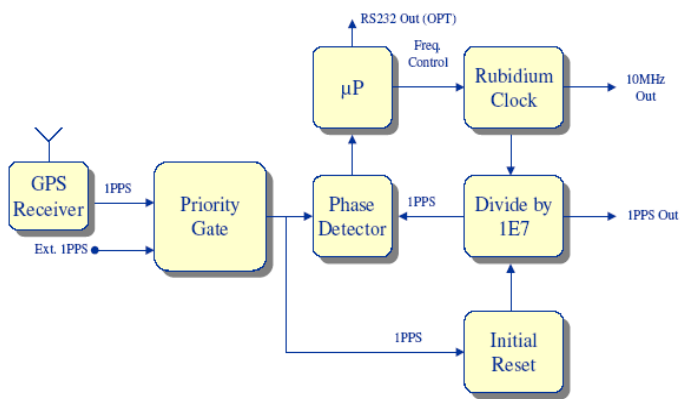 RS232 Out (OPT)
Freq.
Control
μP
Rubidium
Clock
10MHz
Out
GPS
Receiver
1PPS
Ext. 1PPS
Priority
Gate
Phase
Detector
1PPS
Divide by
1E7
1PPS Out
1PPS
Initial
Reset